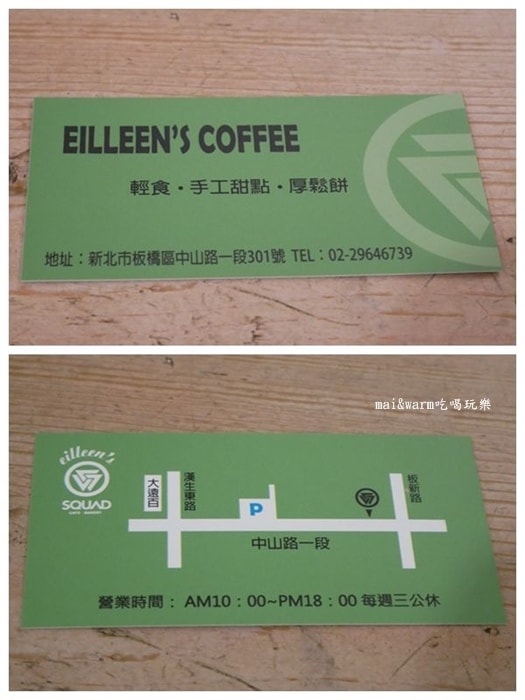 EILLEEN'S COFFEE
輕食・手工甜點・厚鬆餅
地址：新北市板橋區中山路一段301號 TEL：02-29646739
mai&warm吃喝玩樂
eilleen's
SQUAD
大遠百
漢生東路
P
板新路
中山路一段
營業時間： AM10：00~PM18：00 每週三公休